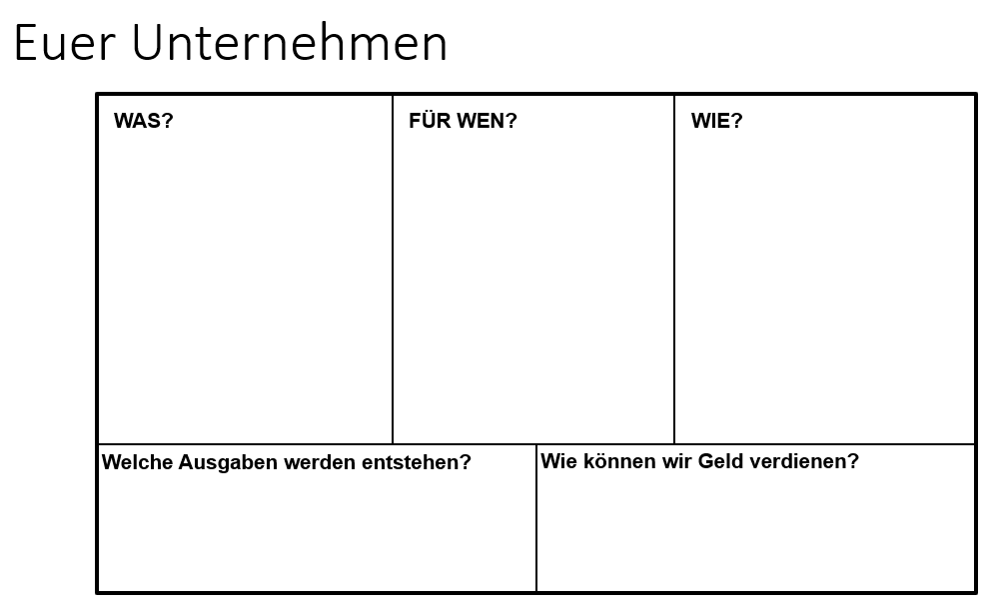 Euer Unternehmen
WAS?
FÜR WEN?
WIE?
Welche Ausgaben werden entstehen?
Wie können wir Geld verdienen?